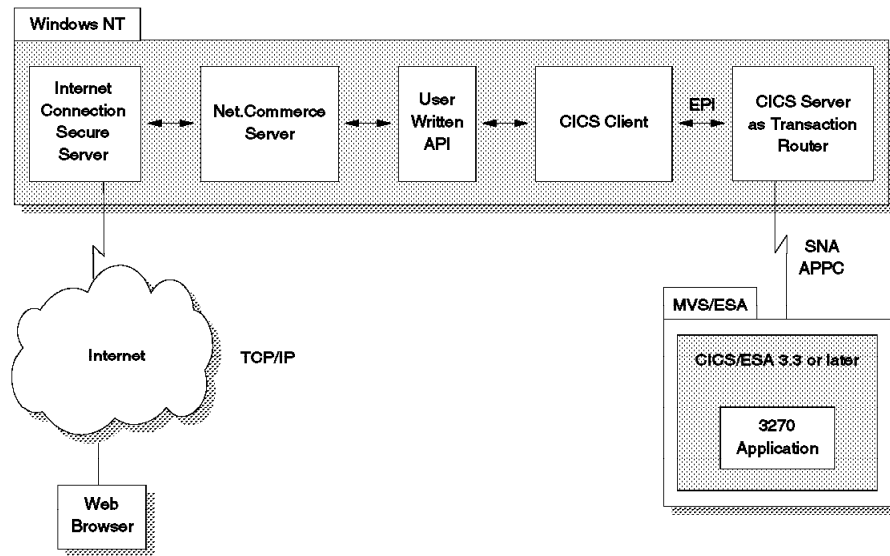 Windows NT
Internet
Connection
Secure
Server
Net.Commerce
Server
User
Written
API
CICS Client
EPI
CICS Server
as Transaction
Router
SNA
APPC
Internet
TCP/IP
Web
Browser
MVS/ESA
CICS/ESA 3.3 or later
3270
Application